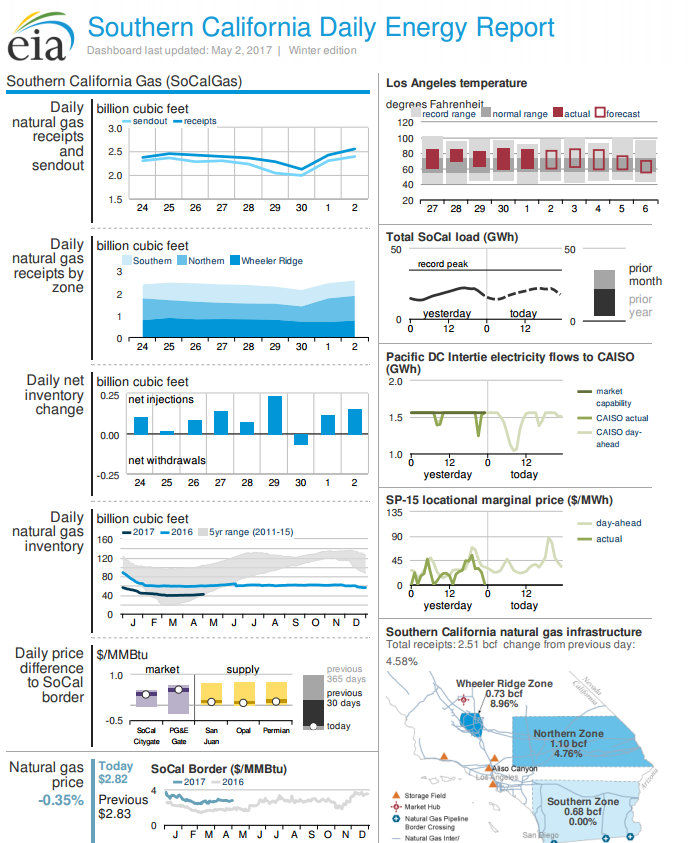 eia
Southern California Daily Energy Report
Dashboard last updated: May 2, 2017 | Winter edition
Southern California Gas (SoCalGas)
Daily
natural gas
receipts
and
sendout
billion cubic feet
sendout receipts
3.0
2.5
2.0
1.5
24 25 26 27 28 29 30 1 2
Daily
natural gas
receipts by
zone
billion cubic feet
Southern Northern Wheeler Ridge
3
2
1
0
24 25 26 27 28 29 30 1 2
Daily net
inventory
change
billion cubic feet
0.25
net injections
0.00
net withdrawals
-0.25
24 25 26 27 28 29 30 1 2
Daily
natural gas
inventory
billion cubic feet
2017 2016 5yr range (2011-15)
160
120
80
40
0
J F M A M J J A S O N D
Daily price
difference
to SoCal
border
$/MMBtu
market supply
1.0
-0.5
SoCal
Citygate
PG&E
Gate
San
Juan
Opal
Permian
previous
365 days
previous
30 days
today
Natural gas
price
-0.35%
Today
$2.82
Previous
$2.83
SoCal Border ($/MMBtu)
2017 2016
4
0
J F M A M J J A S O N D
Los Angeles temperature
degrees Fahrenheit
record range normal range actual forecast
120
100
80
60
40
20
27 28 29 30 1 2 3 4 5 6
Total SoCal load (GWh)
50
record peak
0
yesterday today
0 12 0 12
50
0
prior
month
prior
year
Pacific DC Intertie electricity flows to CAISO
(GWh)
2.0
1.5
1.0
0 12 0 12
yesterday today
market
capability
CAISO actual
CAISO day-
ahead
SP-15 locational marginal price ($/MWh)
135
90
45
0
0 12 0 12
yesterday today
day-ahead
actual
Southern California natural gas infrastructure
Total receipts: 2.51 bcf change from previous day:
4.58%
Wheeler Ridge Zone
0.73 bcf
8.96%
Nevada
California
Northern Zone
1.10 bcf
4.76%
Aliso Canyon
Los Angeles
Arizona
Southern Zone
0.68 bcf
0.00%
San Diego
Storage Field
Market Hub
Natural Gas Pipeline
Border Crossing
Natural Gas Inter/